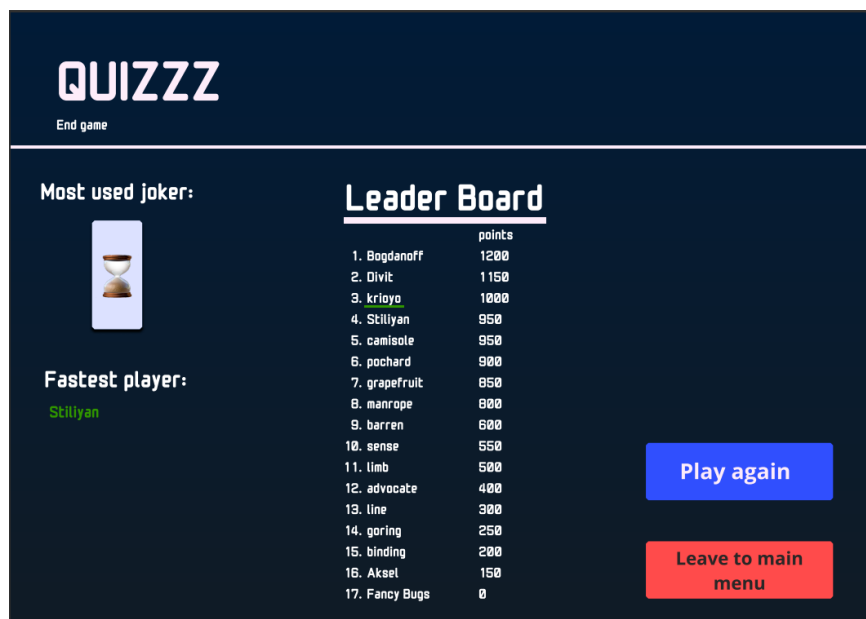 QUIZZZ
End game
Most used joker:
Fastest player:
Stiliyan
Leader Board
points
1. Bogdanoff 1200
2. Divit 1150
3. krioyo 1000
4. Stiliyan 950
5. camisole 950
6. pochard 900
7. grapefruit 850
8. manrope 800
9. barren 600
10. sense 550
11. limb 500
12. advocate 400
13. line 300
14. goring 250
15. binding 200
16. Aksel 150
17. Fancy Bugs 0
Play again
Leave to main
menu